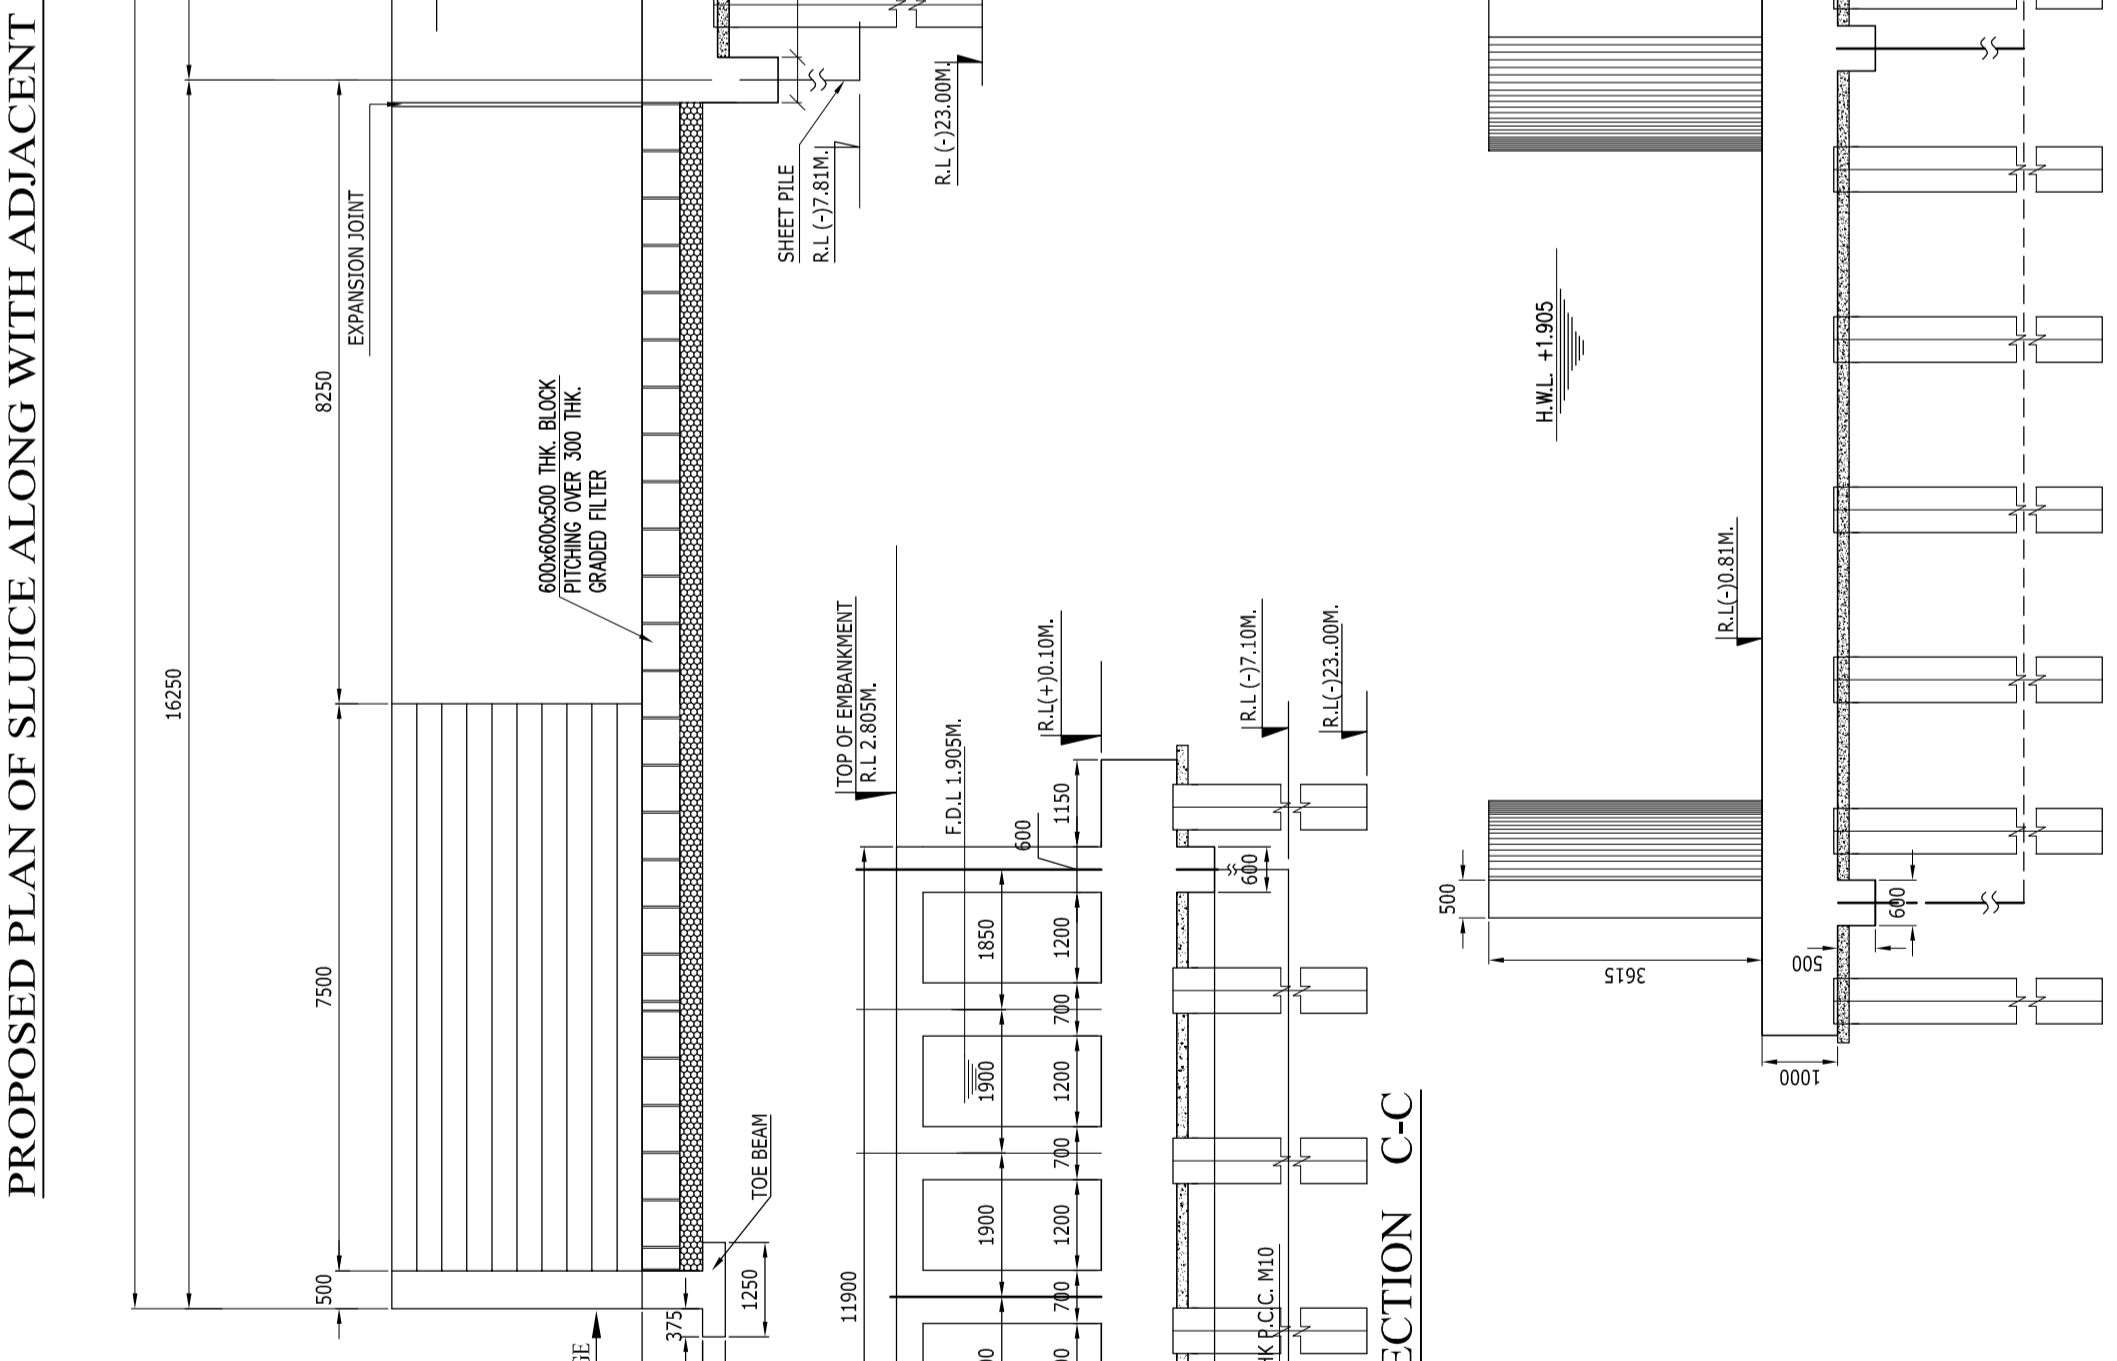 PROPOSED PLAN OF SLUICE ALONG WITH ADJACENT
16250
8250
7500
500
EXPANSION JOINT
600x600x500 THK. BLOCK
PITCHING OVER 300 THK.
GRADED FILTER
375
1250
TOE BEAM
SHEET PILE
R.L (-)7.81M.
R.L (-)23.00M.
TOP OF EMBANKMENT
R.L 2.805M.
F.D.L 1.905M.
R.L(+)0.10M.
R.L (-)7.10M.
R.L(-)23..00M.
11900
1850
1900
1900
600
1150
1200
700
1200
700
1200
700
600
P.C.C. M10
ECTION C-C
H.W.L. +1.905
R.L(-)0.81M.
500
3615
500
600
1000